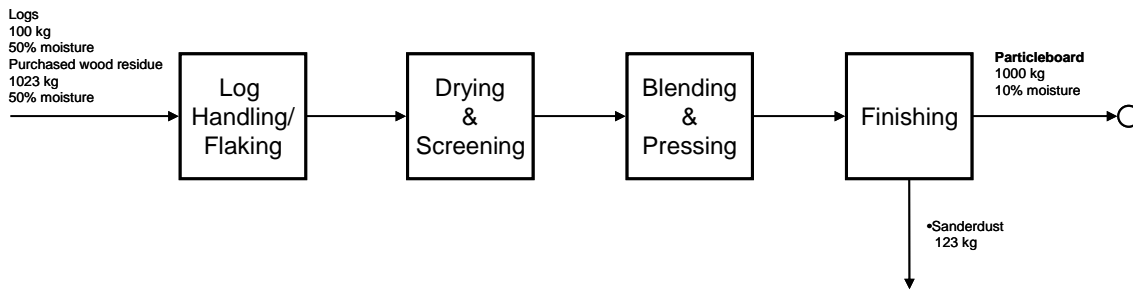 Logs
100 kg
50% moisture
Purchased wood residue
1023 kg
50% moisture
Log
Handling/
Flaking
Drying
&
Screening
Blending
&
Pressing
Finishing
Particleboard
1000 kg
10% moisture
•Sanderdust
123 kg